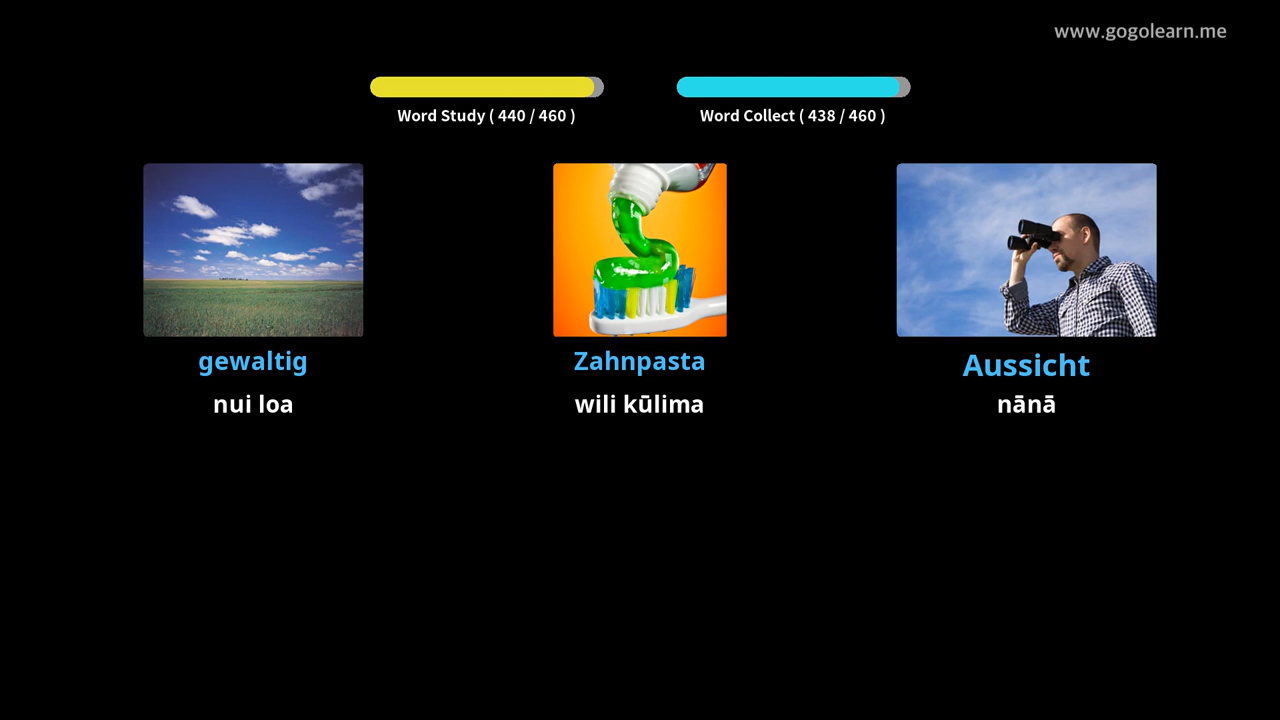 www.gogolearn.me
Word Study ( 440 / 460 )
Word Collect ( 438 / 460 )
gewaltig
Zahnpasta
Aussicht
nui loa
wili kūlima
nānā